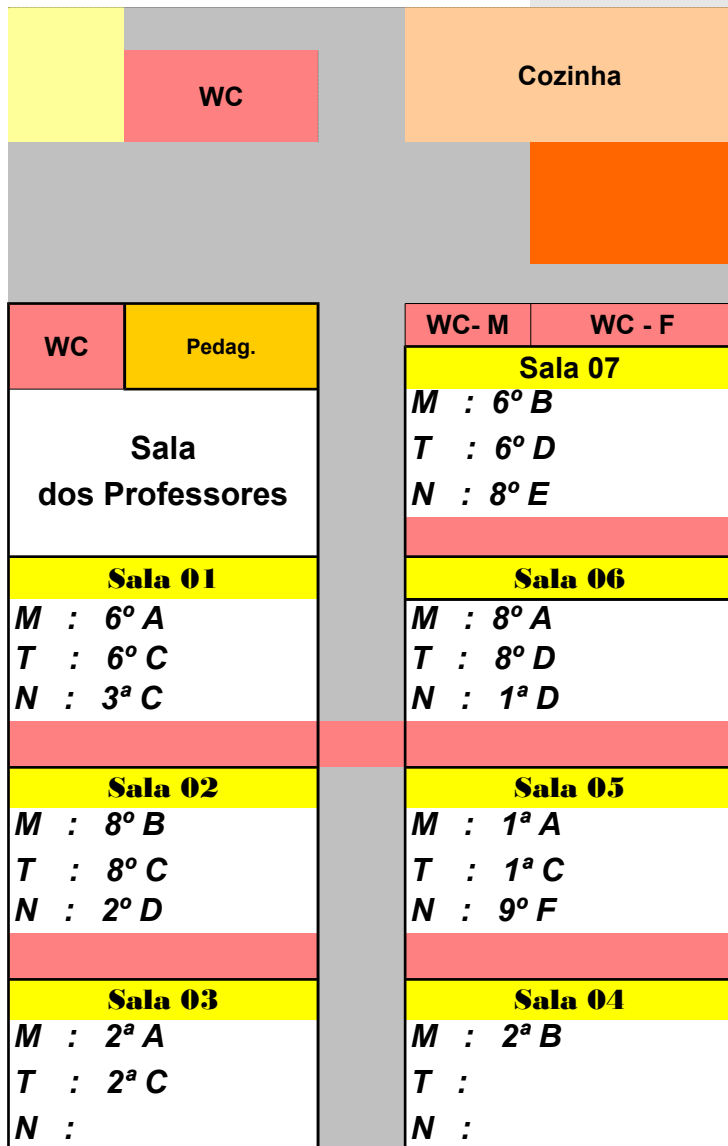 WC
Cozinha
WC
Pedag.
WC- M
WC - F
Sala
dos Professores
Sala 07
M : 6º B
T : 6º D
N : 8º E
Sala 01
M : 6º A
T : 6º C
N : 3ª C
Sala 06
M : 8º A
T : 8º D
N : 1ª D
Sala 02
M : 8º B
T : 8º C
N : 2º D
Sala 05
M : 1ª A
T : 1ª C
N : 9º F
Sala 03
M : 2ª A
T : 2ª C
N :
Sala 04
M : 2ª B
T :
N :